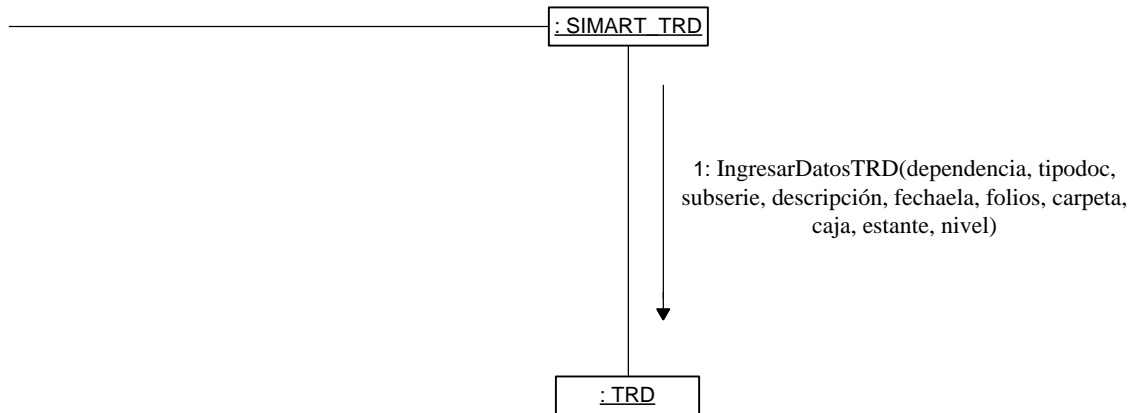 : SIMART_TRD
1: IngresarDatosTRD(dependencia, tipodoc,
subserie, descripción, fechaela, folios, carpeta,
caja, estante, nivel)
: TRD